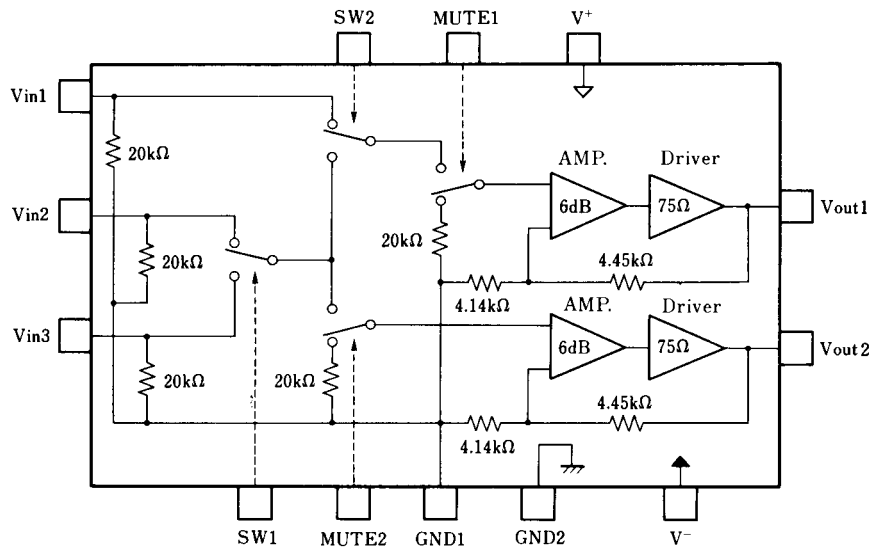 SW2 MUTE1 V⁺
Vin1
20kΩ
AMP. Driver
Vin2
6dB 75Ω
Vout1
20kΩ
20kΩ
4.14kΩ
4.45kΩ
AMP. Driver
Vin3
6dB 75Ω
Vout2
20kΩ
20kΩ
4.14kΩ
4.45kΩ
SW1 MUTE2 GND1 GND2 V⁻